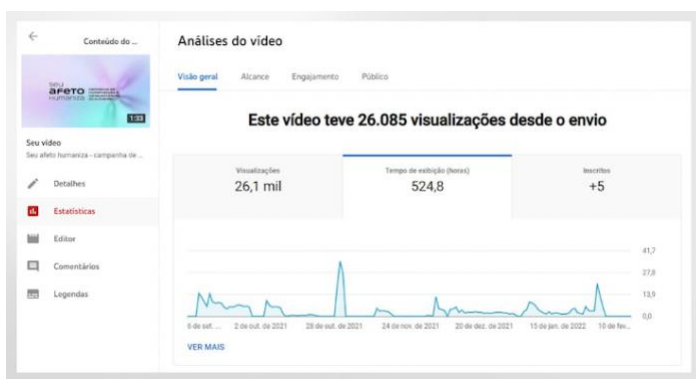 Conteúdo do ...
SEU
AFETO
HUMANIZA
1:33
Seu vídeo
Seu afeto humaniza - campanha de ...
Detalhes
Estatísticas
Editor
Comentários
Legendas
Análises do vídeo
Visão geral Alcance Engajamento Público
Este vídeo teve 26.085 visualizações desde o envio
Visualizações
26,1 mil
Tempo de exibição (horas)
524,8
Inscritos
+5
41,7
27,8
13,9
0,0
6 de set. ... 2 de out. de 2021 28 de out. de 2021 24 de nov. de 2021 20 de dez. de 2021 15 de jan. de 2022 10 de fev...
VER MAIS